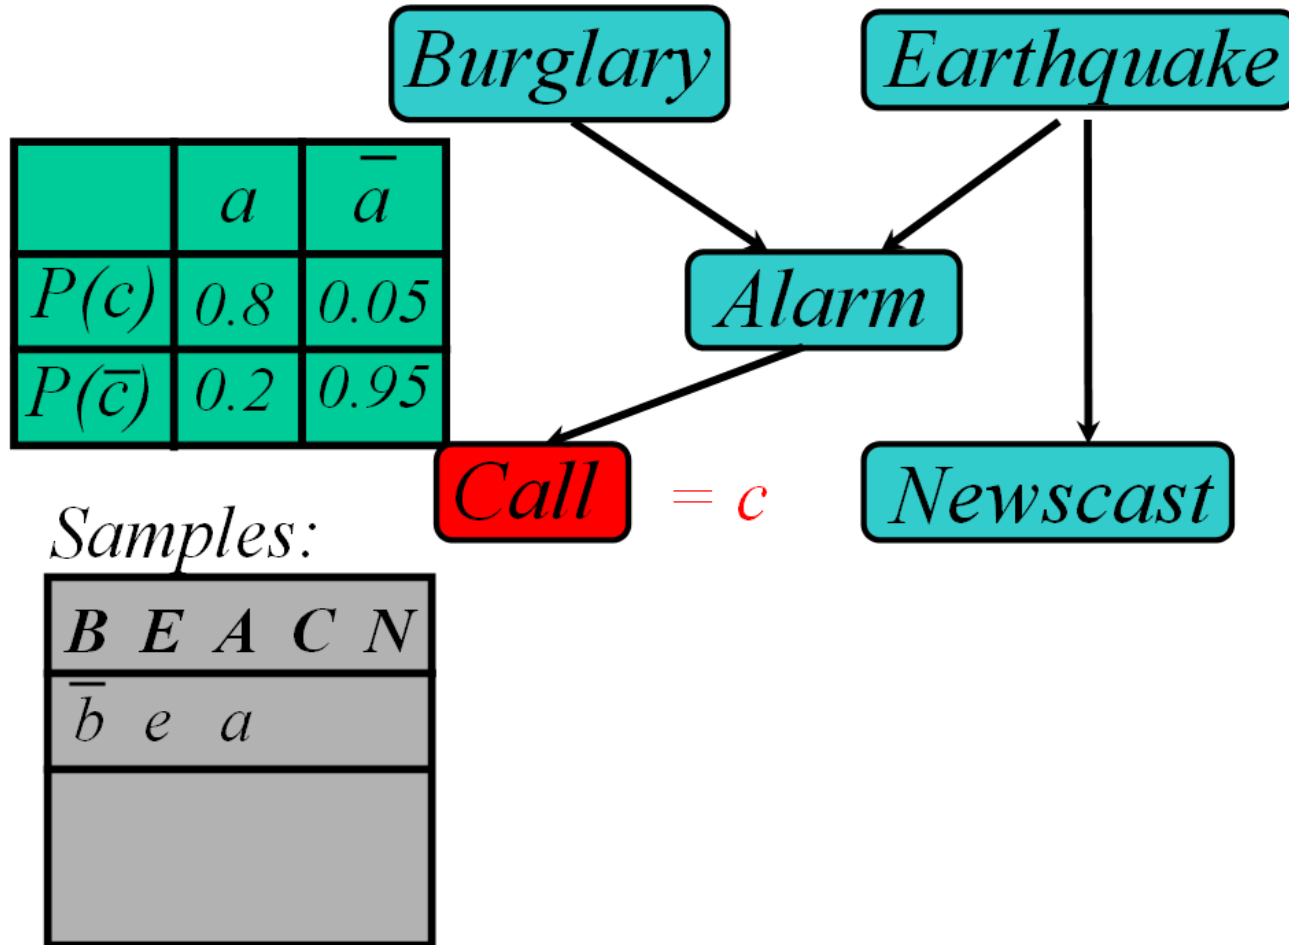 Burglary Earthquake
a a̅
Alarm
P(c) 0.8 0.05
P(c̅) 0.2 0.95
Call = c Newscast
Samples:
B E A C N
b̅ e a